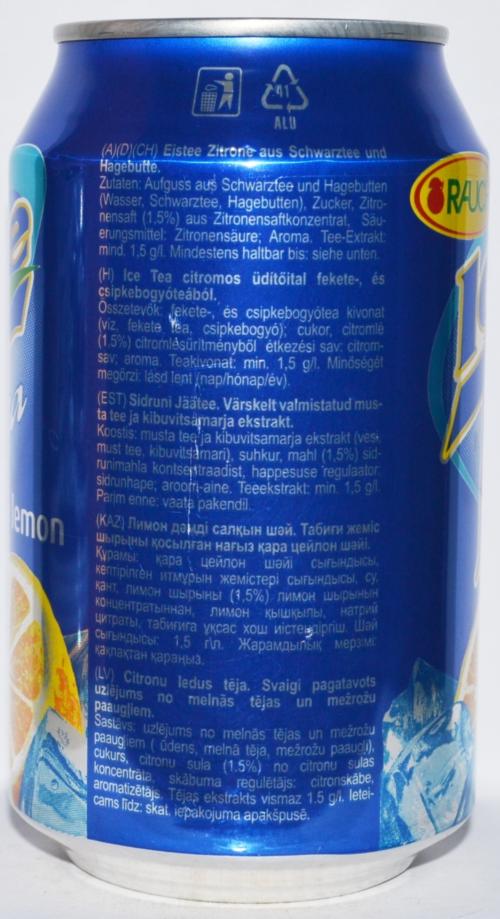 41
ALU
(A)(D)(CH) Eistee Zitrone aus Schwarztee und
Hagebutte.
Zutaten: Aufguss aus Schwarztee und Hagebutten
(Wasser, Schwarztee, Hagebutten), Zucker, Zitro-
nensaft (1,5%) aus Zitronensaftkonzentrat, Säu-
erungsmittel: Zitronensäure; Aroma. Tee-Extrakt:
mind. 1,5 g/l. Mindestens haltbar bis: siehe unten.
(H) Ice Tea citromos üdítőital fekete-, és
csipkebogyóteából.
Összetevők: fekete-, és csipkebogyótea kivonat
(víz, fekete tea, csipkebogyó); cukor, citromlé
(1,5%) citromlésűrítményből étkezési sav: citrom-
sav; aroma. Teakivonat: min. 1,5 g/l. Minőségét
megőrzi: lásd lent (nap/hónap/év).
(EST) Sidruni Jäätee. Värskelt valmistatud mus-
ta tee ja kibuvitsamarja ekstrakt.
Koostis: musta tee ja kibuvitsamarja ekstrakt (vesi,
must tee, kibuvitsamari), suhkur, mahl (1,5%) sid-
runimahla kontsentraadist, happesuse regulaator:
sidrunhape; aroom-aine. Teeekstrakt: min. 1,5 g/l.
Parim enne: vaata pakendil.
(KAZ) Лимон дәмді салқын шәй. Табиғи жеміс
шырыны қосылған нағыз қара цейлон шәйі.
Құрамы: қара цейлон шәйі сығындысы,
кептірілген итмұрын жемістері сығындысы, су,
қант, лимон шырыны (1,5%) лимон шырынын
концентратыннан, лимон қышқылы, натрий
цитраты, табиғиға ұқсас хош иістендіргіш. Шай
сығындысы: 1,5 г\л. Жарамдылық мерзімі:
қақпақтан қараңыз.
(LV) Citronu ledus tēja. Svaigi pagatavots
uzlējums no melnās tējas un mežrožu
paaugļiem.
Sastāvs: uzlējums no melnās tējas un mežrožu
paaugļiem ( ūdens, melnā tēja, mežrožu paaugļi),
cukurs, citronu sula (1.5%) no citronu sulas
koncentrāta, skābuma regulētājs: citronskābe,
aromatizētājs. Tējas ekstrakts vismaz 1.5 g/l. Ietei-
cams līdz: skat. iepakojuma apakšpusē.
lemon
RAUC